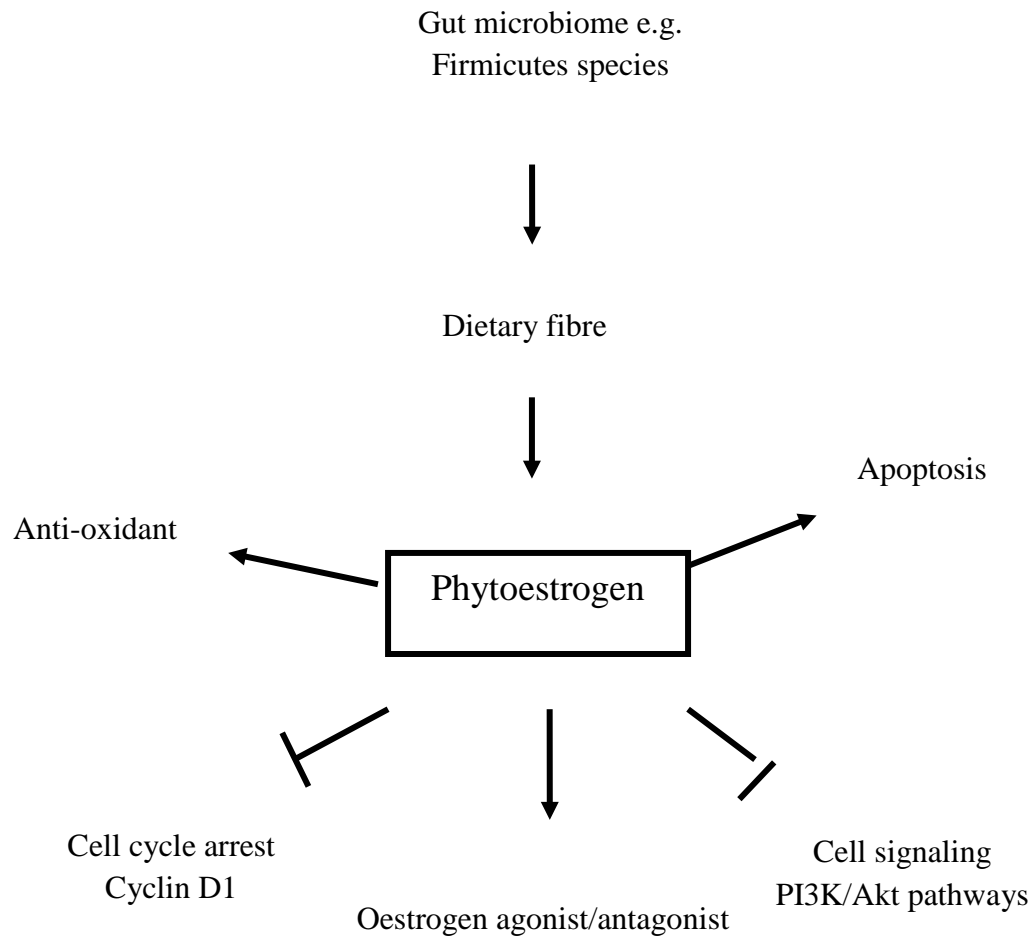 Gut microbiome e.g.
Firmicutes species
Dietary fibre
Apoptosis
Anti-oxidant
Phytoestrogen
Cell cycle arrest
Cyclin D1
Oestrogen agonist/antagonist
Cell signaling
PI3K/Akt pathways